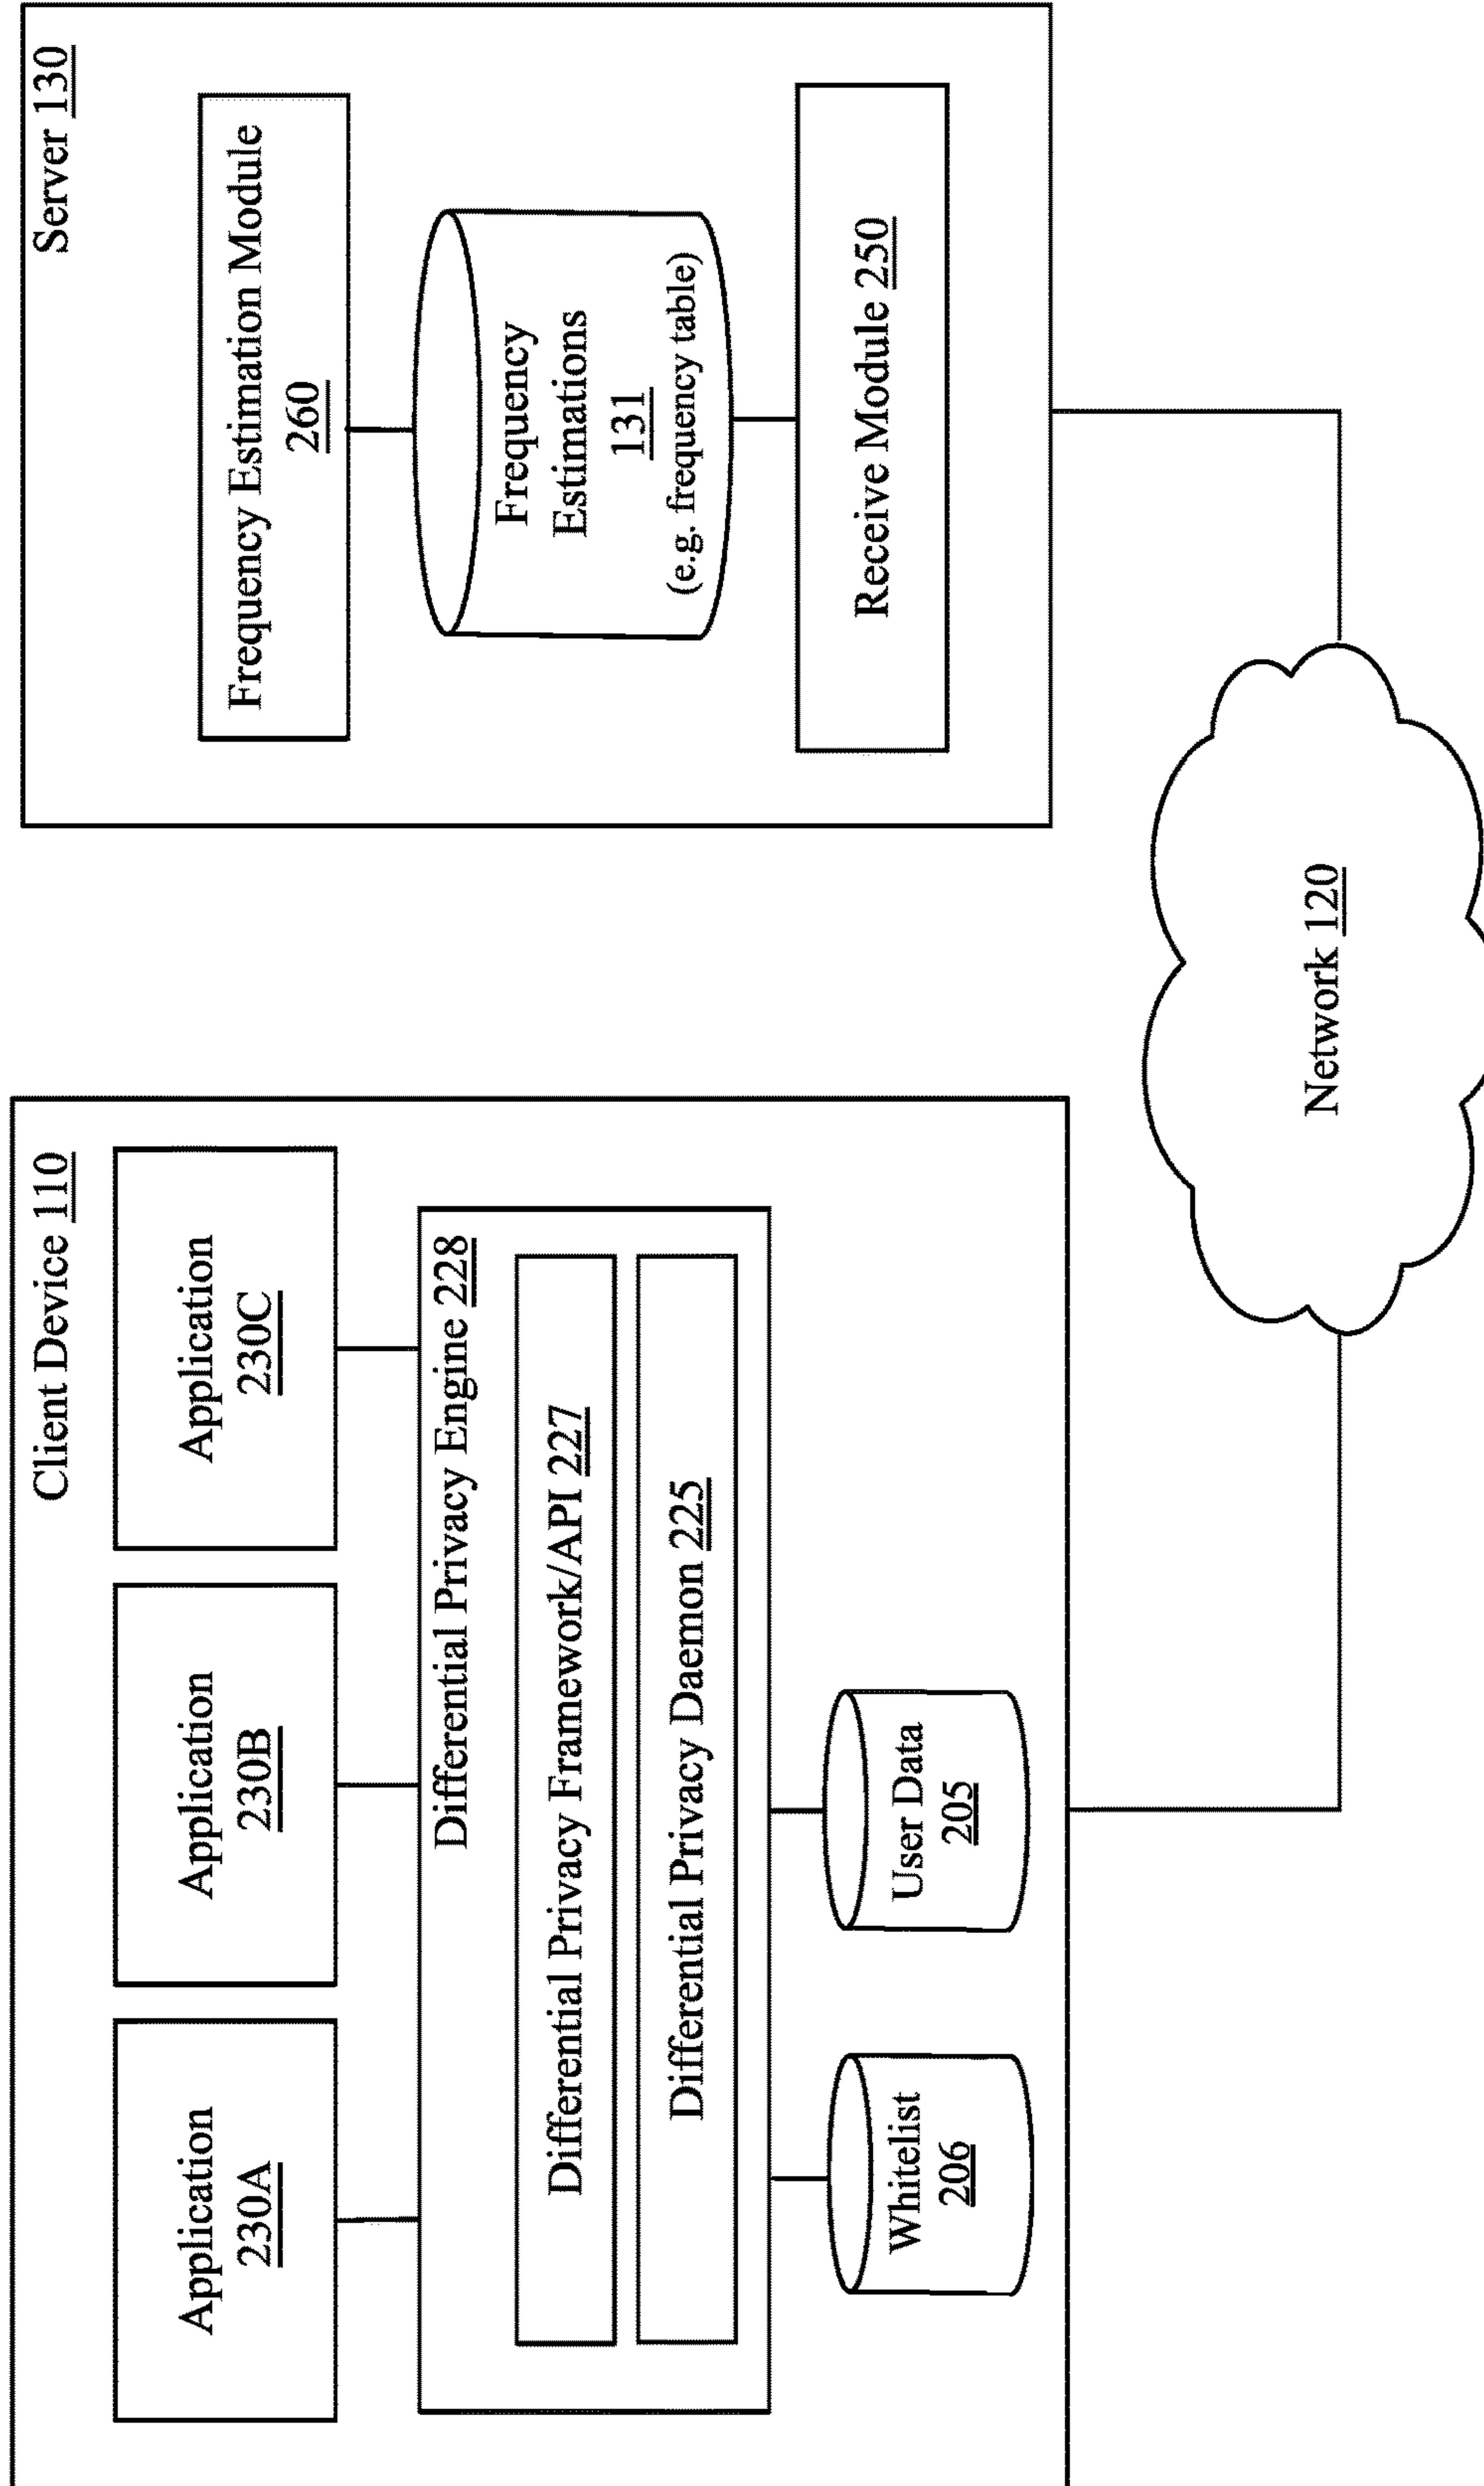 Client Device 110
Application
230A
Application
230B
Application
230C
Differential Privacy Engine 228
Differential Privacy Framework/API 227
Differential Privacy Daemon 225
Whitelist
206
User Data
205
Server 130
Frequency Estimation Module
260
Frequency
Estimations
131
(e.g. frequency table)
Receive Module 250
Network 120